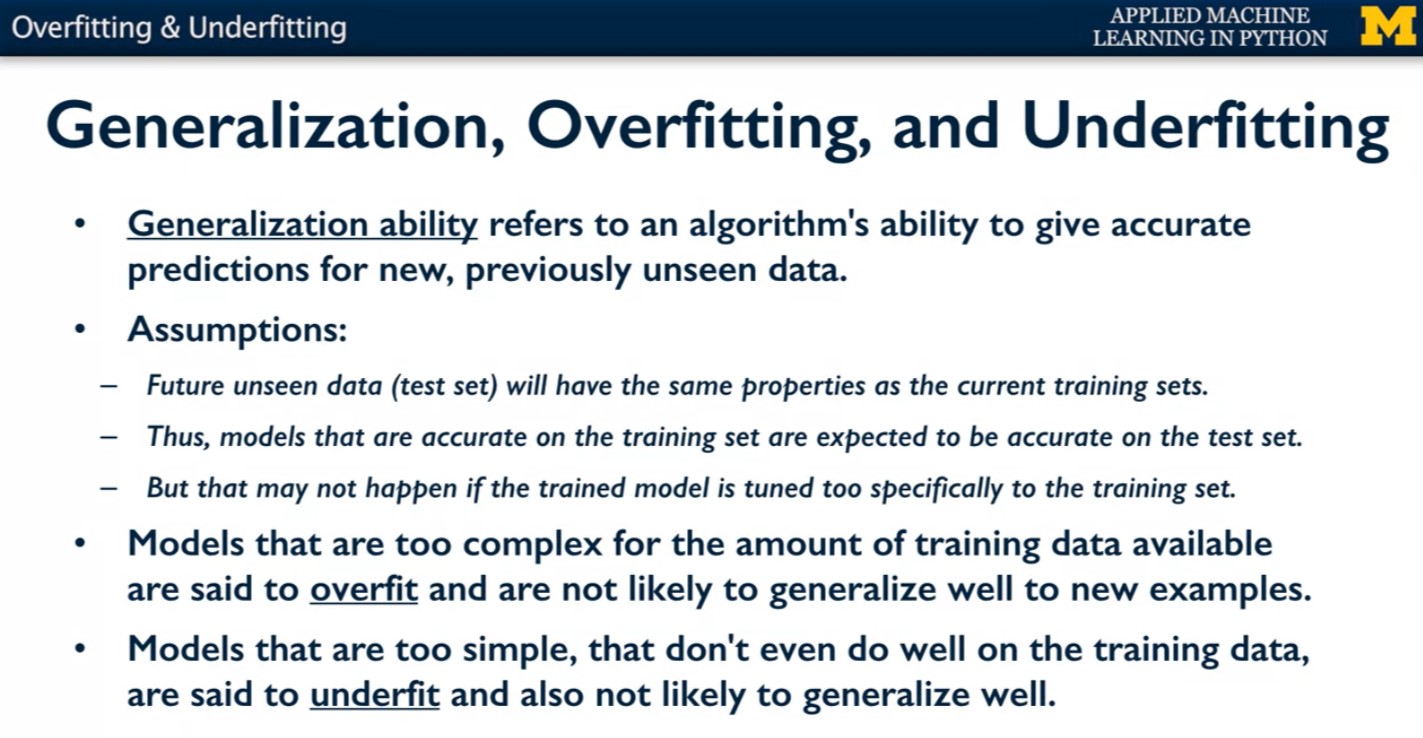 Overfitting & Underfitting
APPLIED MACHINE
LEARNING IN PYTHON
M
Generalization, Overfitting, and Underfitting
• Generalization ability refers to an algorithm's ability to give accurate
predictions for new, previously unseen data.
• Assumptions:
– Future unseen data (test set) will have the same properties as the current training sets.
– Thus, models that are accurate on the training set are expected to be accurate on the test set.
– But that may not happen if the trained model is tuned too specifically to the training set.
• Models that are too complex for the amount of training data available
are said to overfit and are not likely to generalize well to new examples.
• Models that are too simple, that don't even do well on the training data,
are said to underfit and also not likely to generalize well.